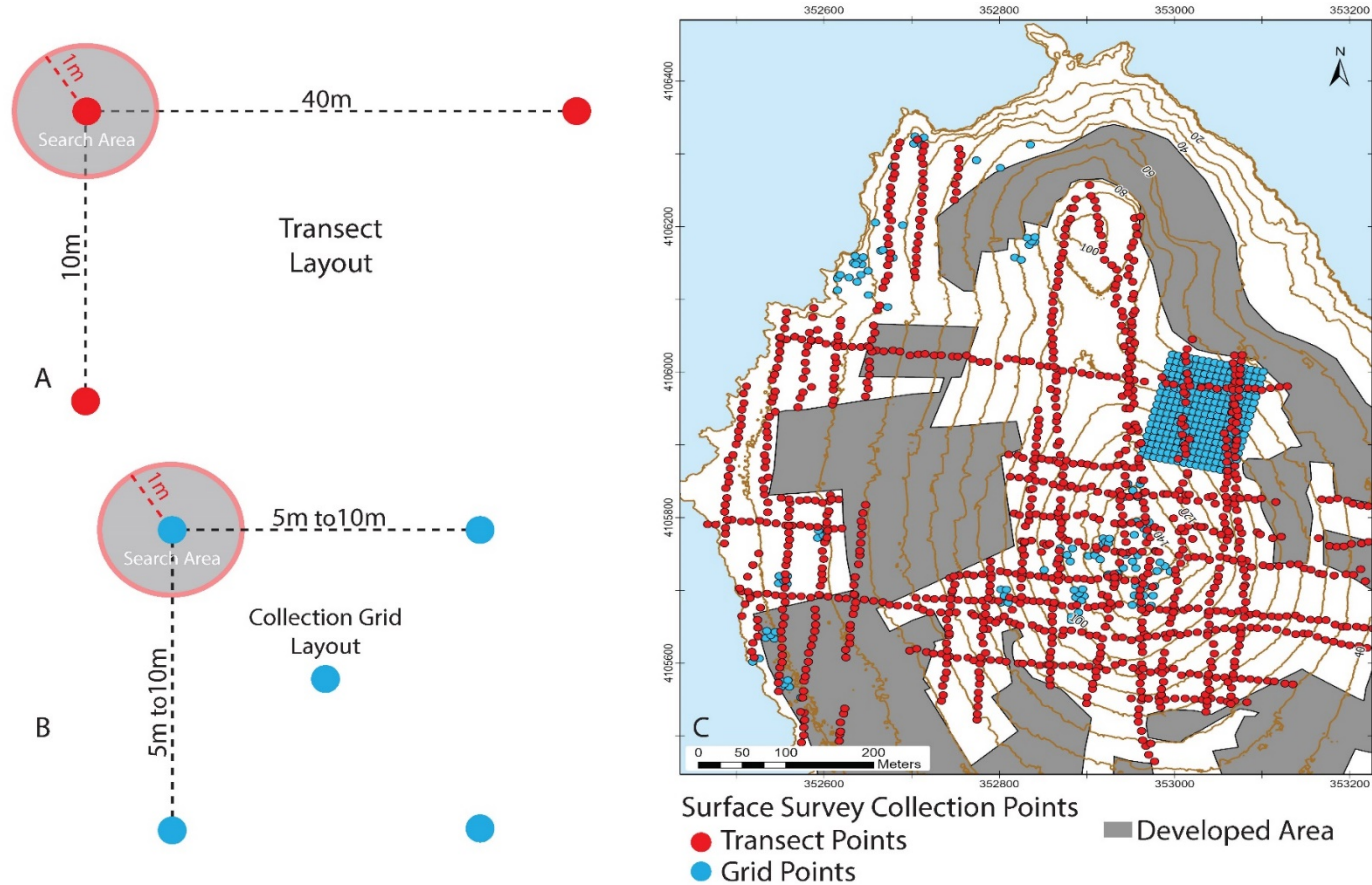 1m
40m
Search Area
10m
Transect
Layout
A
1m
5m to10m
Search Area
5m to10m
Collection Grid
Layout
B
352600
352800
353000
353200
4106400
4106200
4106000
4105800
4105600
N
20
40
60
80
100
120
140
100
40
C
0 50 100 200
Meters
352600
352800
353000
353200
Surface Survey Collection Points
Transect Points
Grid Points
Developed Area